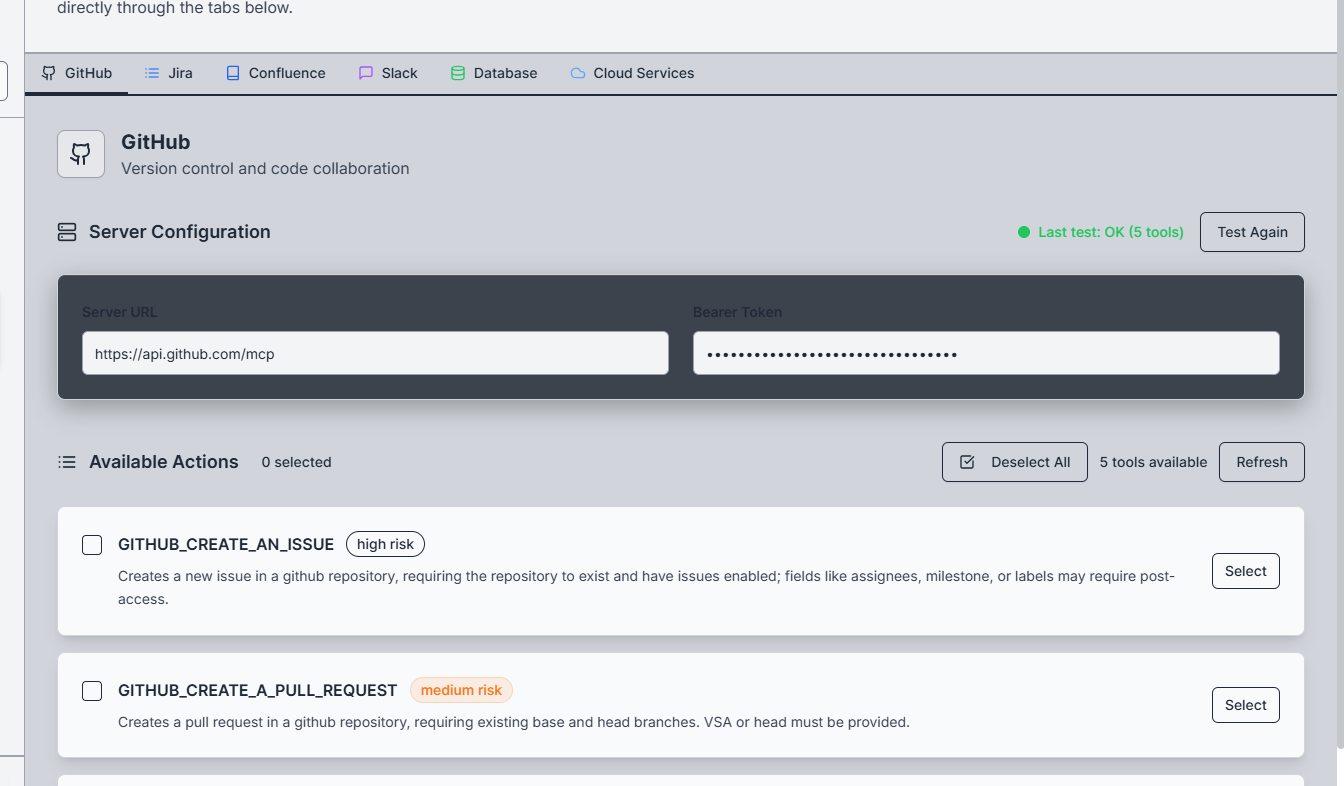 directly through the tabs below.
GitHub
Jira
Confluence
Slack
Database
Cloud Services
GitHub
Version control and code collaboration
Server Configuration
Last test: OK (5 tools)
Test Again
Server URL
Bearer Token
https://api.github.com/mcp
••••••••••••••••••••••••••••••••
Available Actions
0 selected
Deselect All
5 tools available
Refresh
GITHUB_CREATE_AN_ISSUE
high risk
Creates a new issue in a github repository, requiring the repository to exist and have issues enabled; fields like assignees, milestone, or labels may require post-
access.
Select
GITHUB_CREATE_A_PULL_REQUEST
medium risk
Creates a pull request in a github repository, requiring existing base and head branches. VSA or head must be provided.
Select